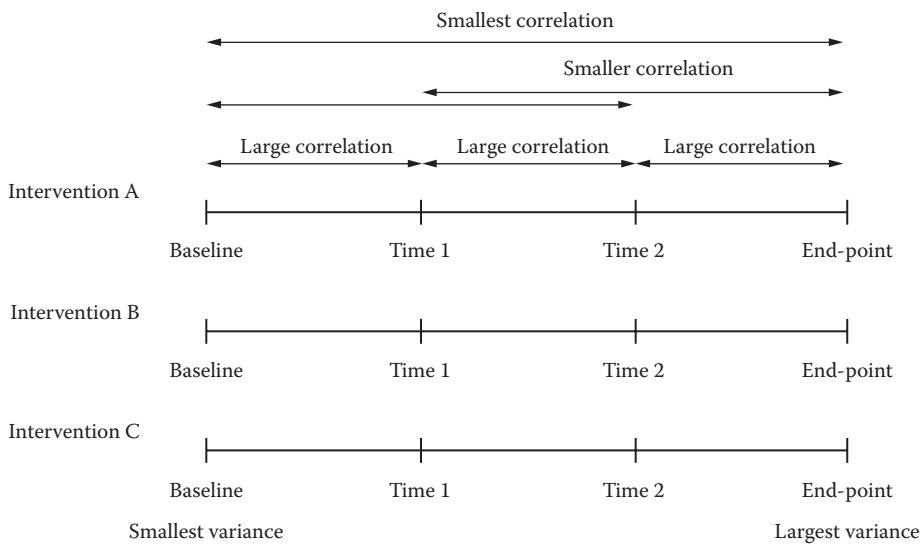 Smallest correlation
Smaller correlation
Large correlation Large correlation Large correlation
Intervention A
Baseline Time 1 Time 2 End-point
Intervention B
Baseline Time 1 Time 2 End-point
Intervention C
Baseline Time 1 Time 2 End-point
Smallest variance Largest variance